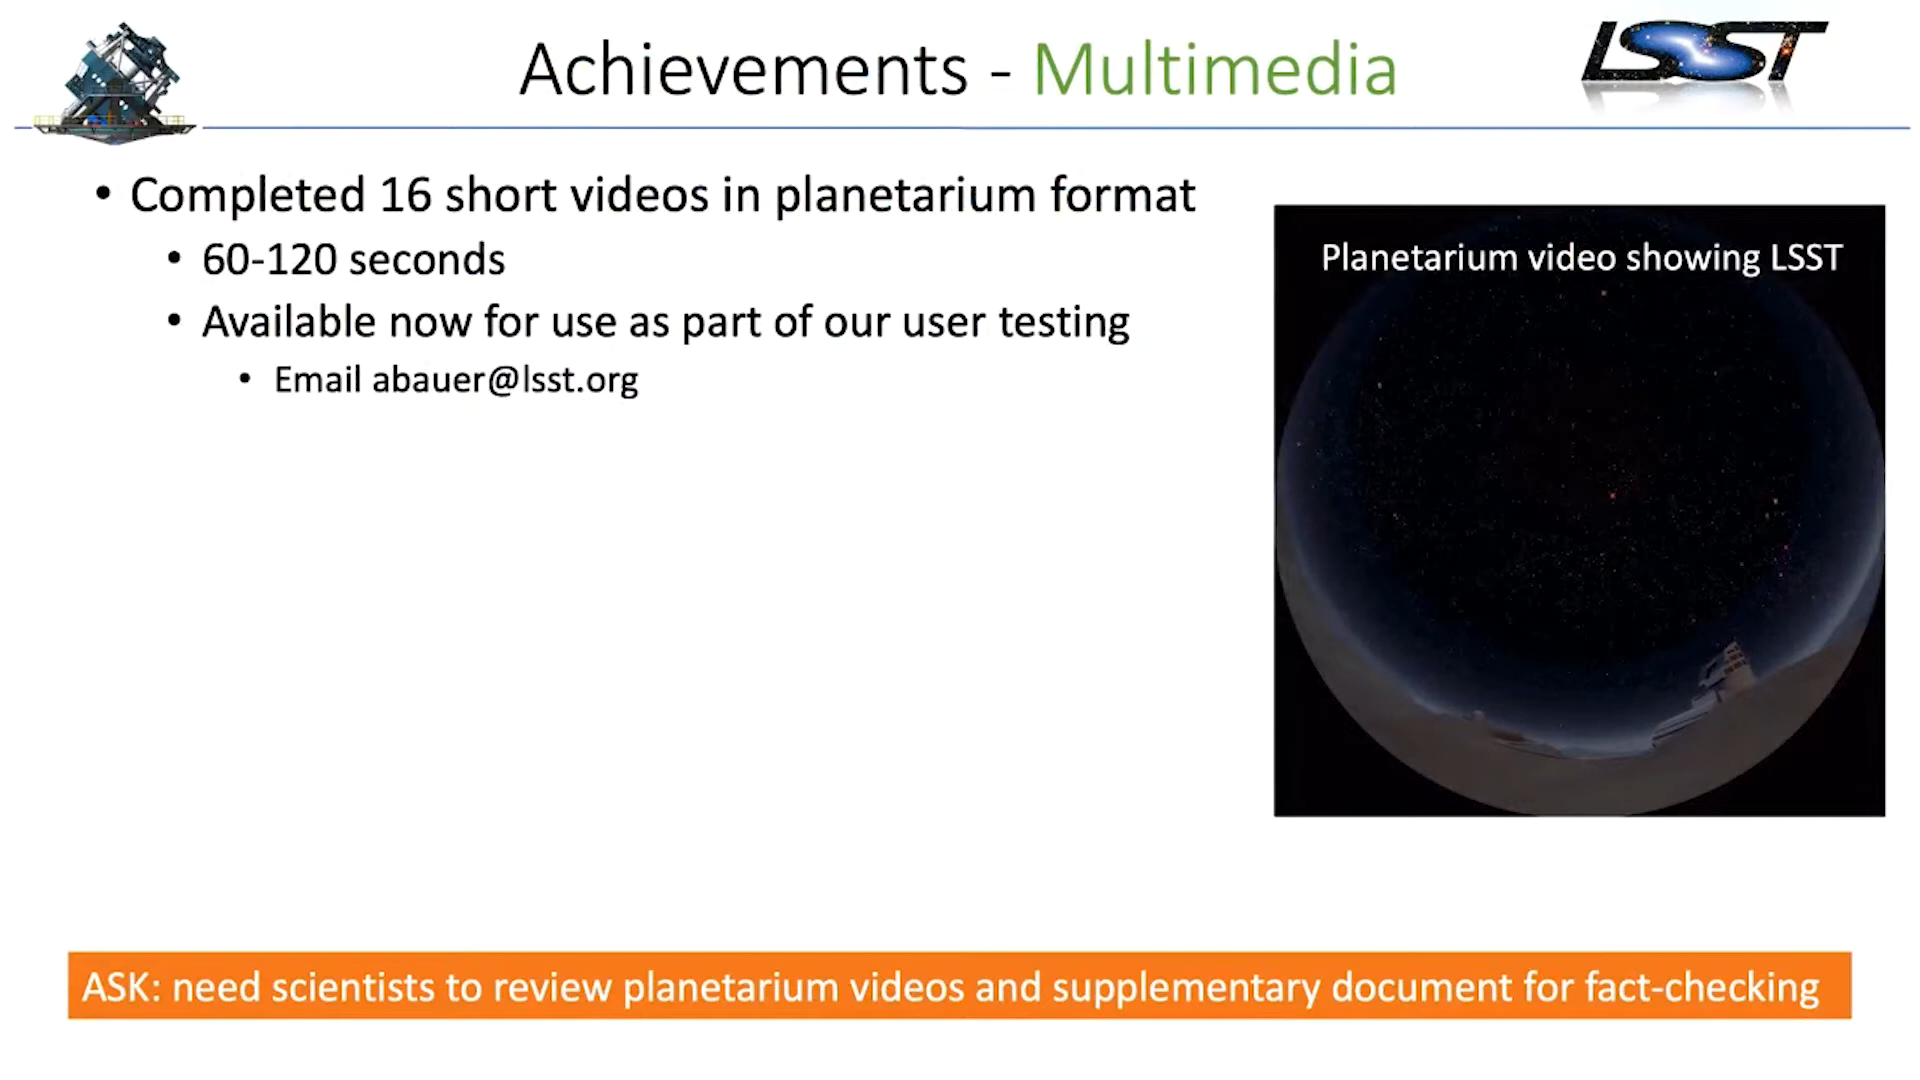 Achievements - Multimedia
LSST
• Completed 16 short videos in planetarium format
• 60-120 seconds
• Available now for use as part of our user testing
• Email abauer@lsst.org
Planetarium video showing LSST
ASK: need scientists to review planetarium videos and supplementary document for fact-checking